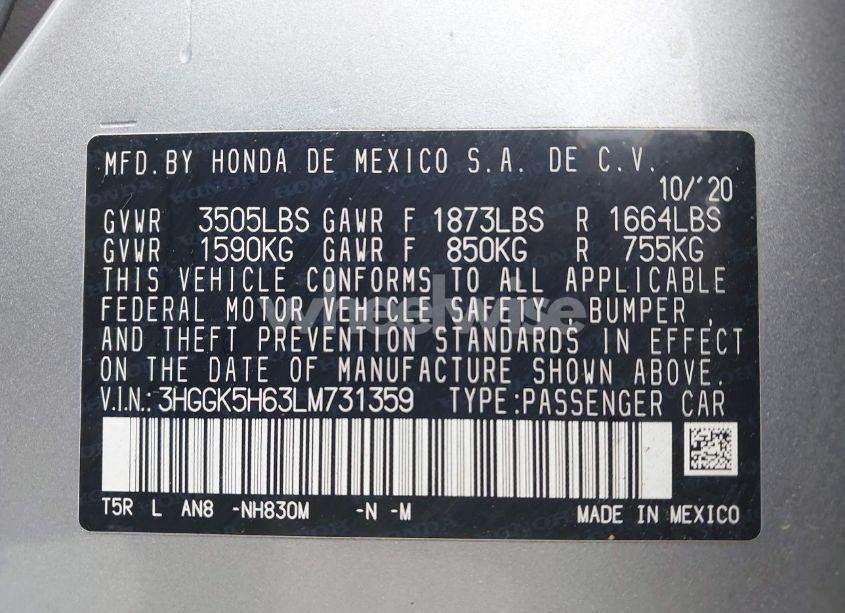 MFD.BY HONDA DE MEXICO S.A. DE C.V.
10/'20
GVWR 3505LBS GAWR F 1873LBS R 1664LBS
GVWR 1590KG GAWR F 850KG R 755KG
THIS VEHICLE CONFORMS TO ALL APPLICABLE
FEDERAL MOTOR VEHICLE SAFETY , BUMPER ,
AND THEFT PREVENTION STANDARDS IN EFFECT
ON THE DATE OF MANUFACTURE SHOWN ABOVE.
V.I.N.:3HGGK5H63LM731359 TYPE:PASSENGER CAR
T5R L AN8 -NH830M -N -M MADE IN MEXICO
wheelwise